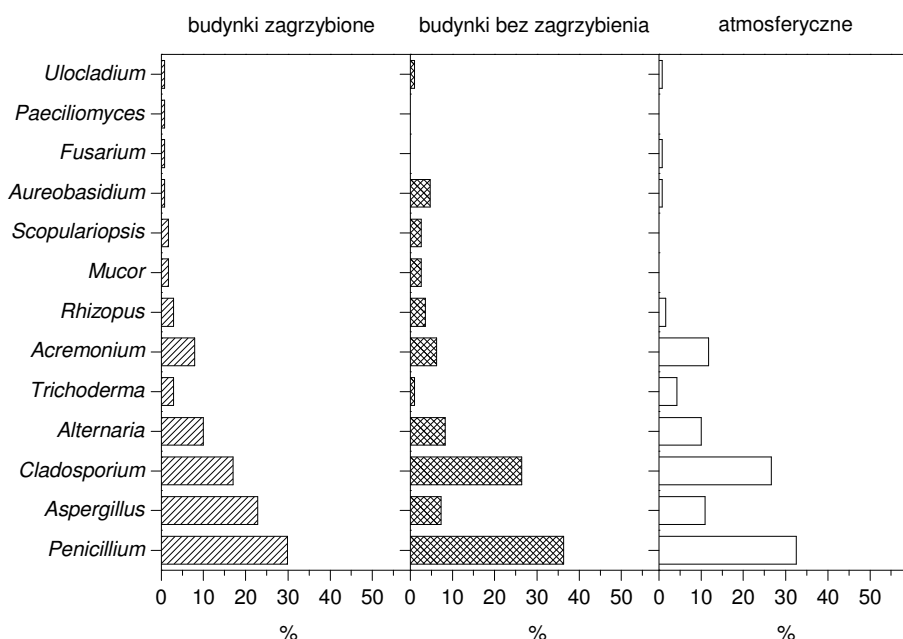 budynki zagrzybione budynki bez zagrzybienia atmosferyczne
Ulocladium
Paeciliomyces
Fusarium
Aureobasidium
Scopulariopsis
Mucor
Rhizopus
Acremonium
Trichoderma
Alternaria
Cladosporium
Aspergillus
Penicillium
0 10 20 30 40 50 0 10 20 30 40 50 0 10 20 30 40 50
% % %